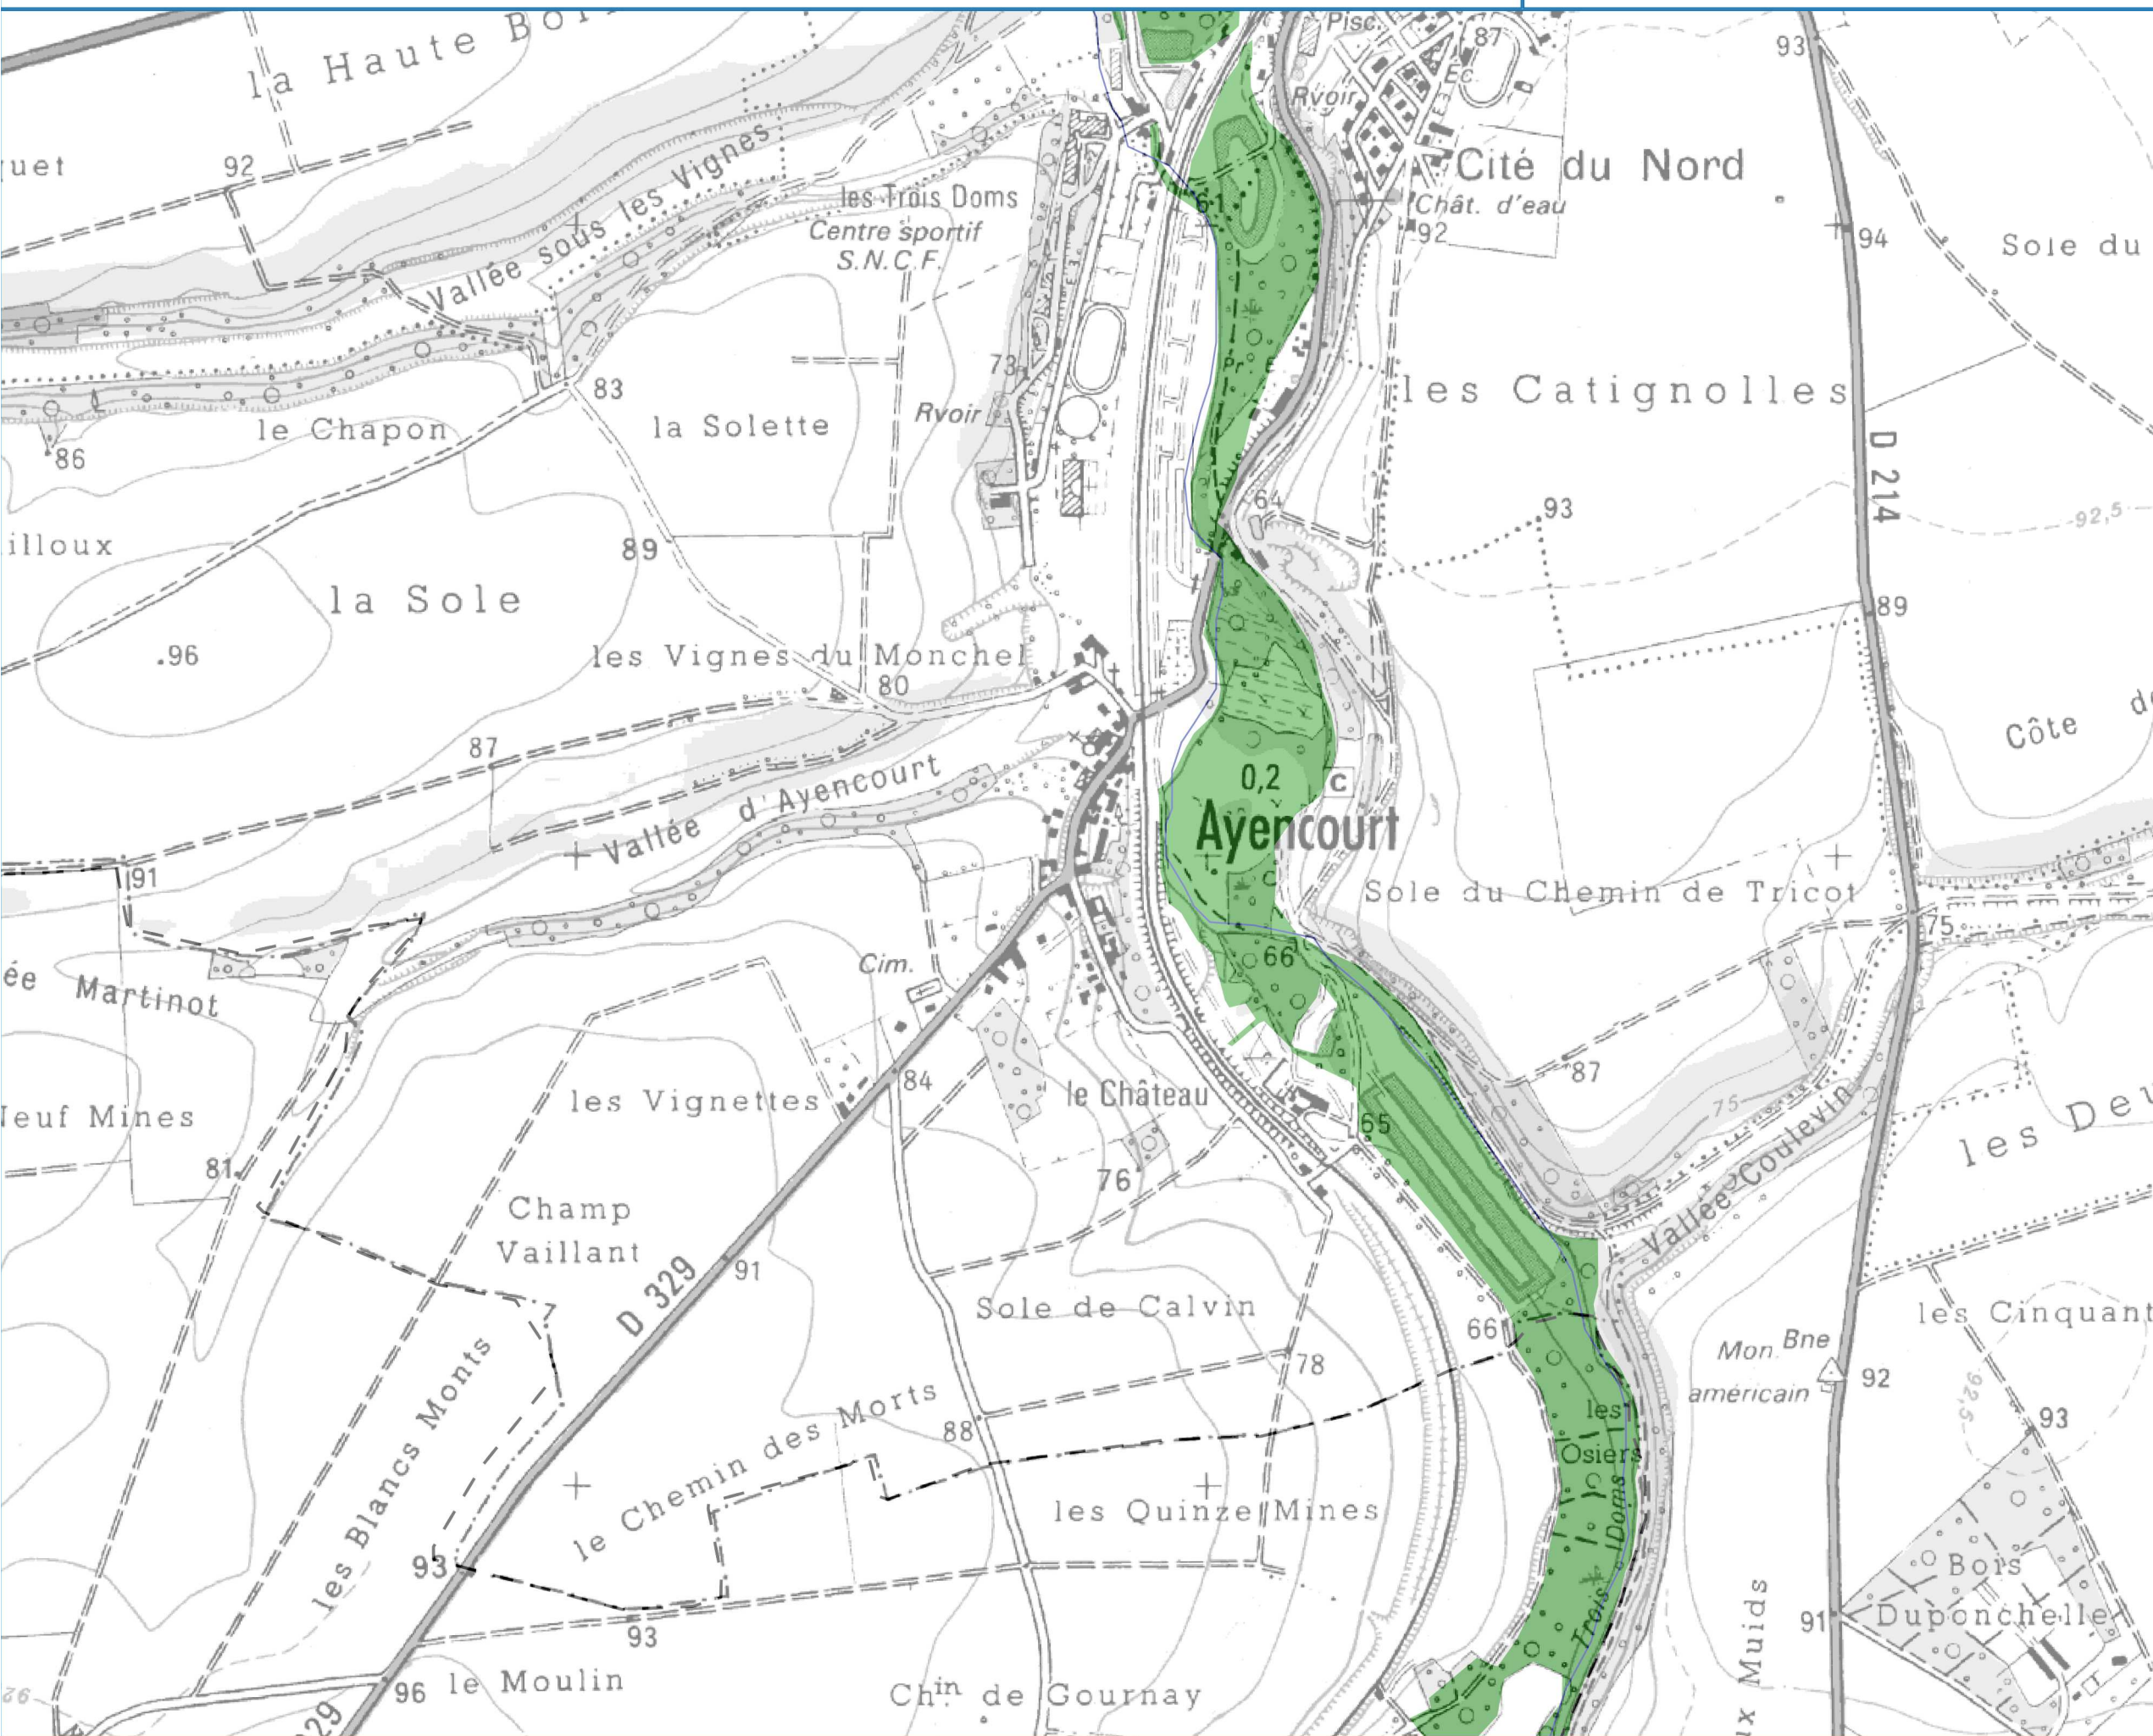 la Haute
Pisc.
87
Ec.
93
Rvoir
uet
92
Vallée sous les Vignes
les Trois Doms
Centre sportif
S.N.C.F.
61
Cité du Nord
Chât. d'eau
92
94
Sole du
73
Rvoir
83
le Chapon
la Solette
86
les Catignolles
D 214
64
93
92,5
illoux
89
la Sole
89
.96
les Vignes du Monchel
80
87
Vallée d'Ayencourt
0,2
C
Ayencourt
Côte
91
Sole du Chemin de Tricot
75
Cim.
66
ée Martinot
84
les Vignettes
le Château
65
87
75
Neuf Mines
81
76
Vallée Coulevin
les Deu
Champ
Vaillant
91
D 329
Sole de Calvin
66
les Cinquant
Mon. Bne
américain
92
92,5
93
78
les Blancs Monts
le Chemin des Morts
88
les
Osiers
les Quinze Mines
Trois Doms
93
93
Bois
Duponchelle
91
ux Muids
96
le Moulin
Chin de Gournay
92
329